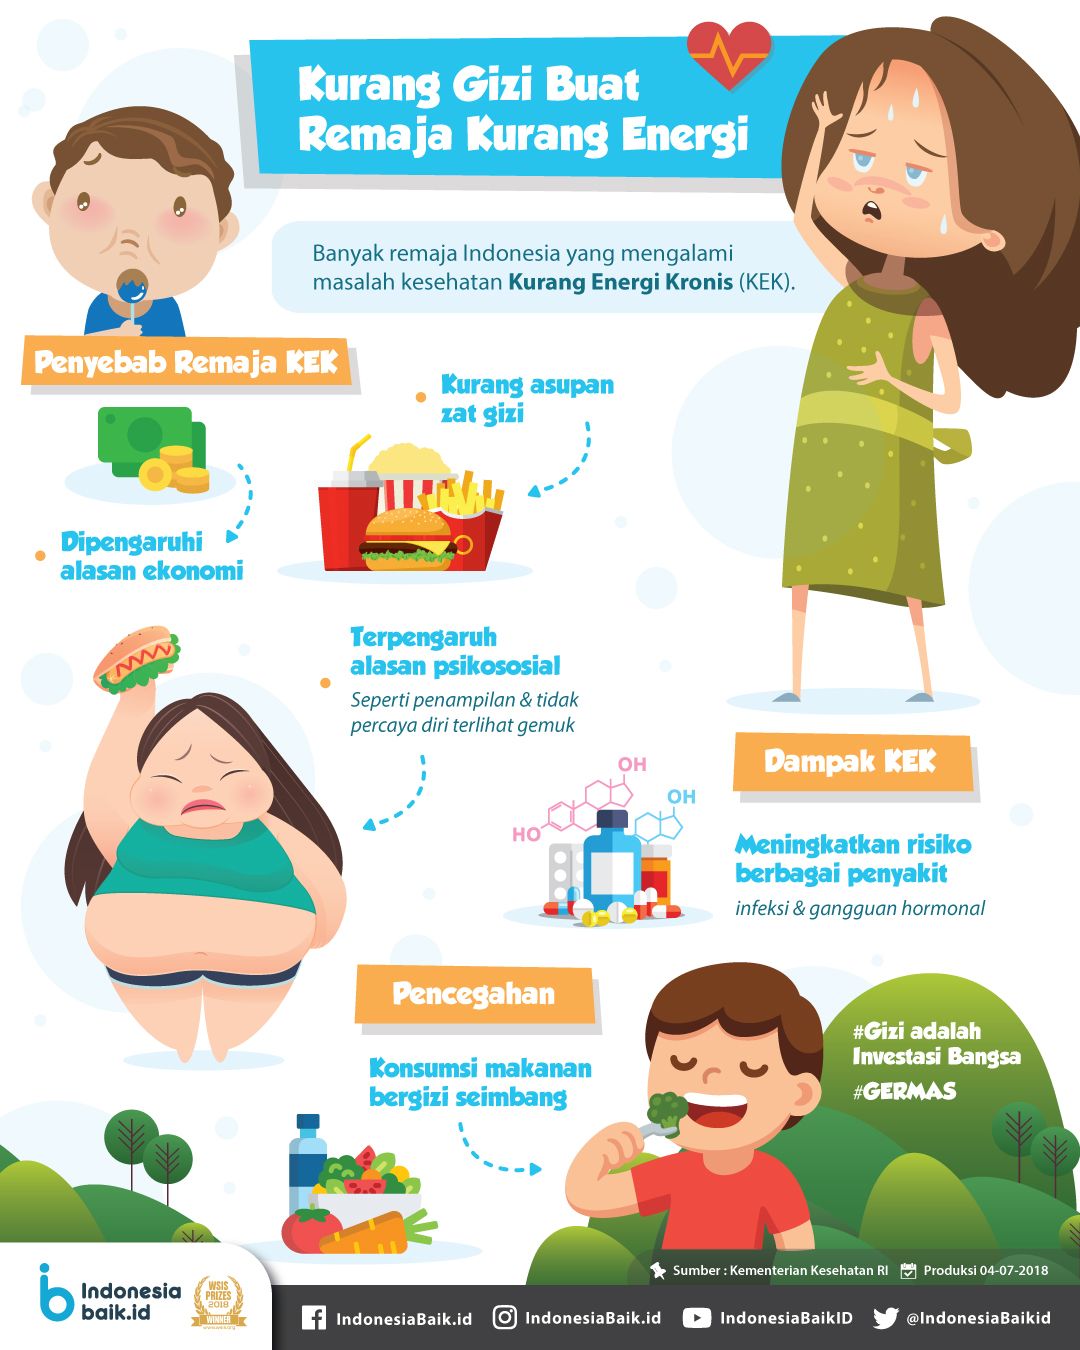 Kurang Gizi Buat
Remaja Kurang Energi
Banyak remaja Indonesia yang mengalami
masalah kesehatan Kurang Energi Kronis (KEK).
Penyebab Remaja KEK
Kurang asupan
zat gizi
Dipengaruhi
alasan ekonomi
Terpengaruh
alasan psikososial
Seperti penampilan & tidak
percaya diri terlihat gemuk
OH
OH
HO
Dampak KEK
Meningkatkan risiko
berbagai penyakit
infeksi & gangguan hormonal
Pencegahan
Konsumsi makanan
bergizi seimbang
#Gizi adalah
Investasi Bangsa
#GERMAS
Sumber : Kementerian Kesehatan RI
Produksi 04-07-2018
Indonesia
baik.id
WSIS
PRIZES
2018
WINNER
www.wsis.org
IndonesiaBaik.id
IndonesiaBaik.id
IndonesiaBaikID
@IndonesiaBaikid